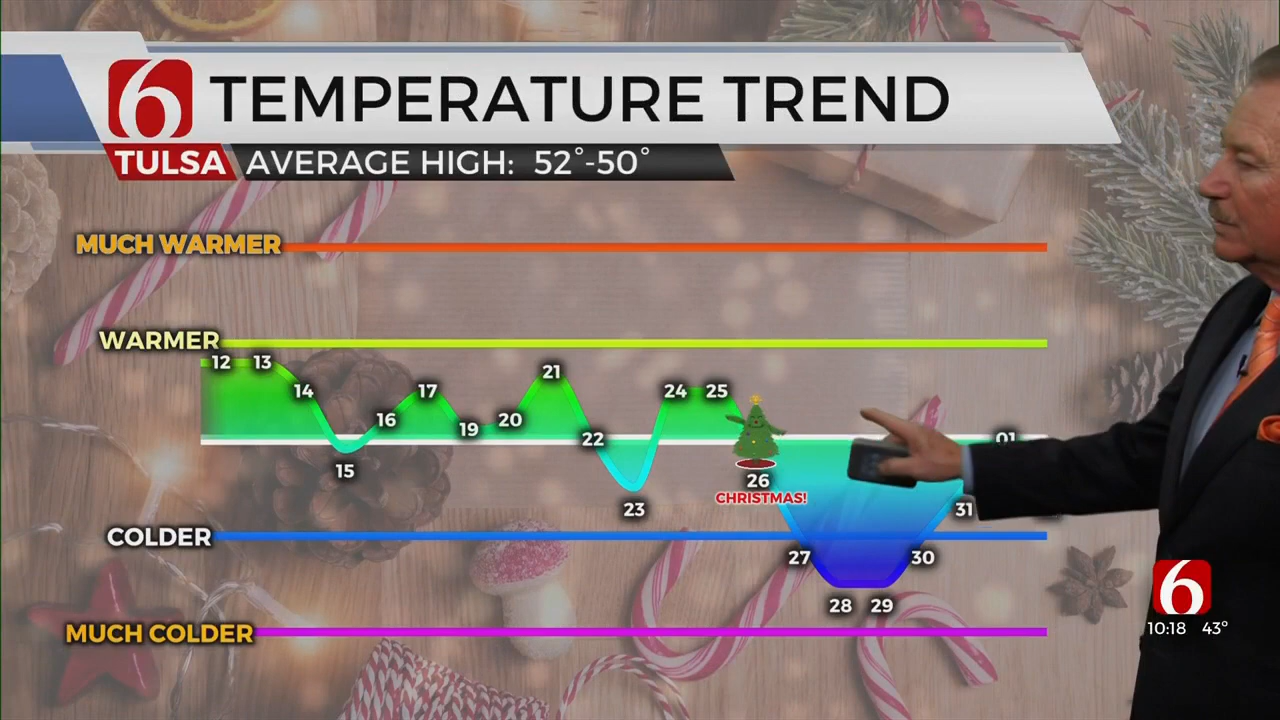 6 TEMPERATURE TREND
TULSA AVERAGE HIGH: 52°-50°
MUCH WARMER
WARMER
12 13
14
15
16
17
19
20
21
22
23
24 25
26
CHRISTMAS!
27
28 29
30
31
01
COLDER
MUCH COLDER
6
10:18 43°